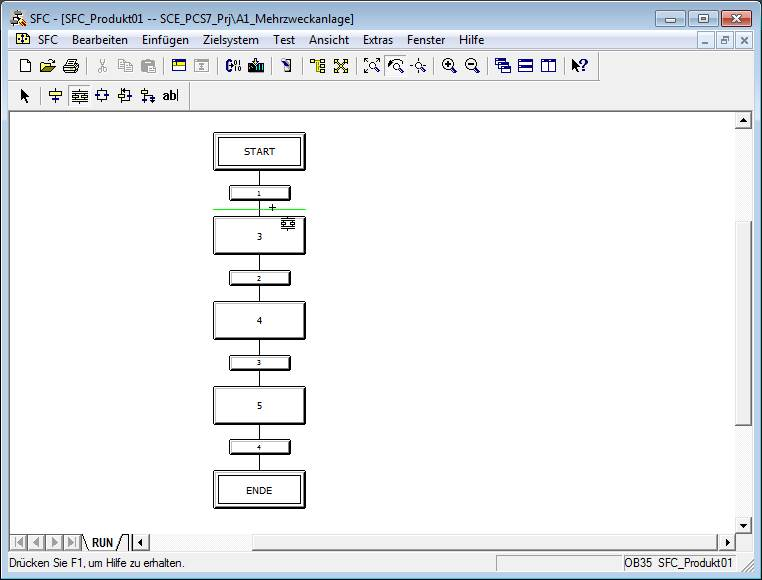 SFC - [SFC_Produkt01 -- SCE_PCS7_Prj\A1_Mehrzweckanlage]
SFC Bearbeiten Einfügen Zielsystem Test Ansicht Extras Fenster Hilfe
ab
START
1
3
2
4
3
5
4
ENDE
RUN
Drücken Sie F1, um Hilfe zu erhalten.
OB35 SFC_Produkt01